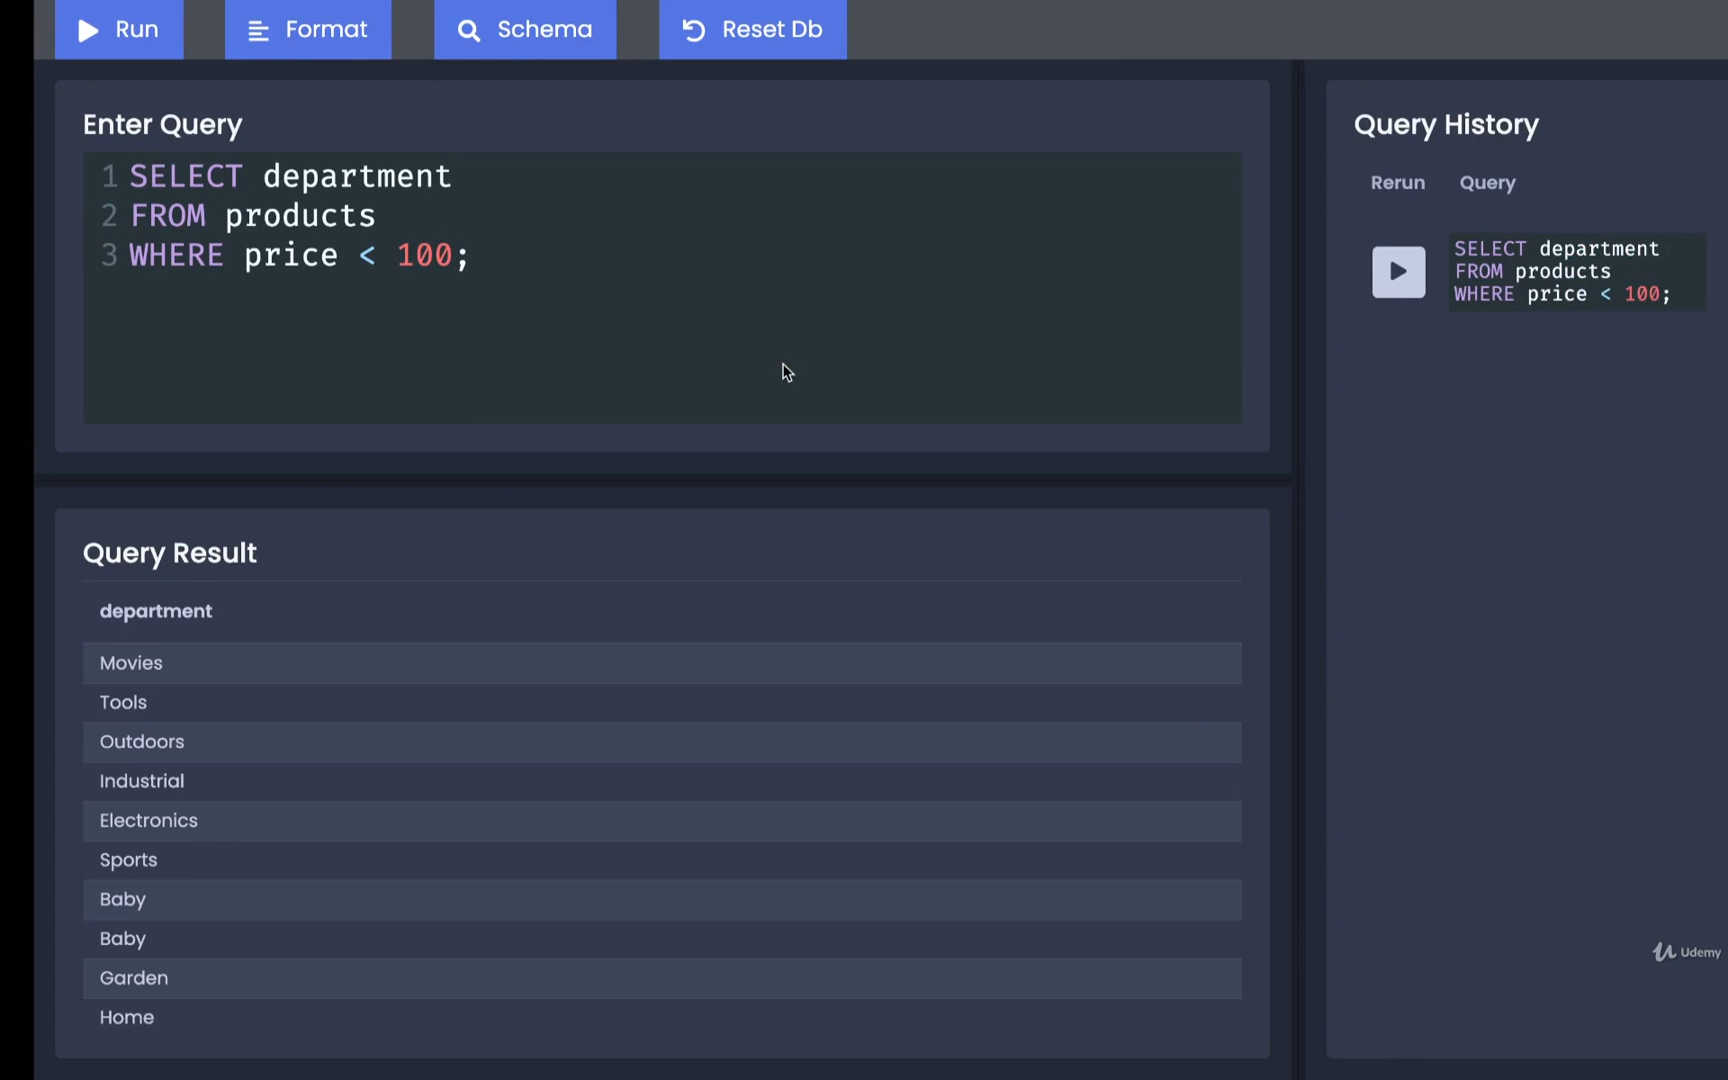 Run
Format
Schema
Reset Db
Enter Query
1 SELECT department
2 FROM products
3 WHERE price < 100;
Query Result
department
Movies
Tools
Outdoors
Industrial
Electronics
Sports
Baby
Baby
Garden
Home
Query History
Rerun Query
SELECT department
FROM products
WHERE price < 100;
Udemy